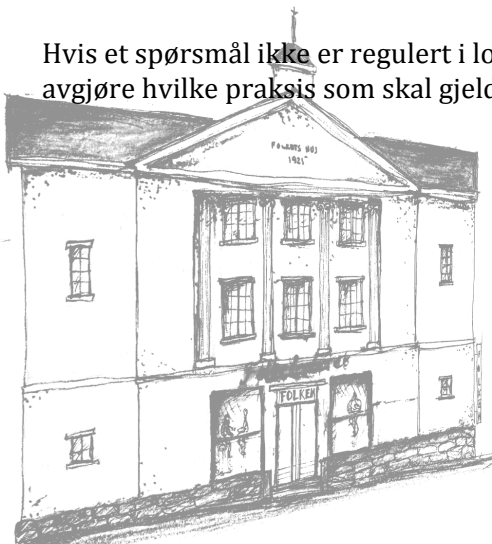 Hvis et spørsmål ikke er regulert i lo
avgjøre hvilke praksis som skal gjeld
FOLKETS HUS
1921
FOLKEN